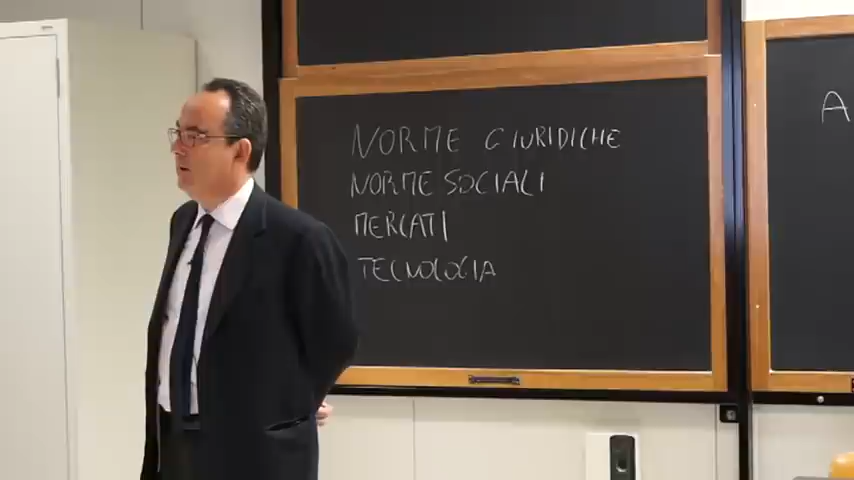 NORME GIURIDICHE
NORME SOCIALI
MERCATI
TECNOLOGIA
A